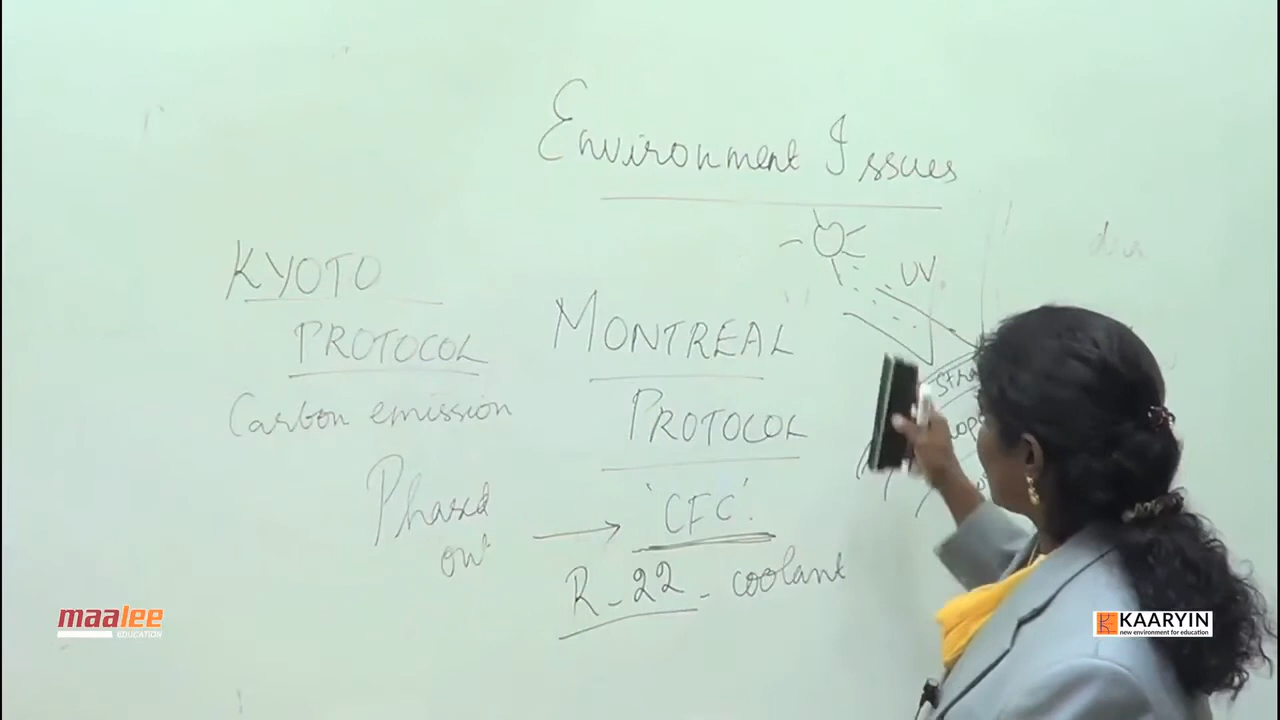 Environment Issues
KYOTO
PROTOCOL
Carbon emission
Phased
out
MONTREAL
PROTOCOL
'CFC'.
R-22- coolant
UV
maalee
EDUCATION
KAARYIN
new environment for education